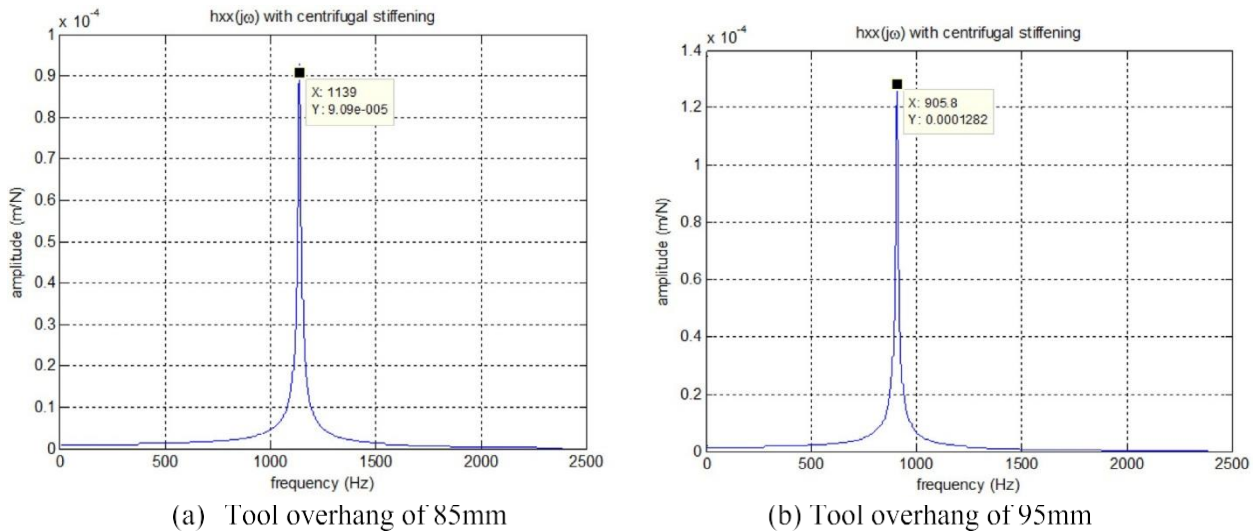 x 10⁻⁴
hxx(jω) with centrifugal stiffening
1
0.9
0.8
0.7
0.6
0.5
0.4
0.3
0.2
0.1
0
amplitude (m/N)
X: 1139
Y: 9.09e-005
0 500 1000 1500 2000 2500
frequency (Hz)
(a) Tool overhang of 85mm
x 10⁻⁴
hxx(jω) with centrifugal stiffening
1.4
1.2
1
0.8
0.6
0.4
0.2
0
amplitude (m/N)
X: 905.8
Y: 0.0001282
0 500 1000 1500 2000 2500
frequency (Hz)
(b) Tool overhang of 95mm